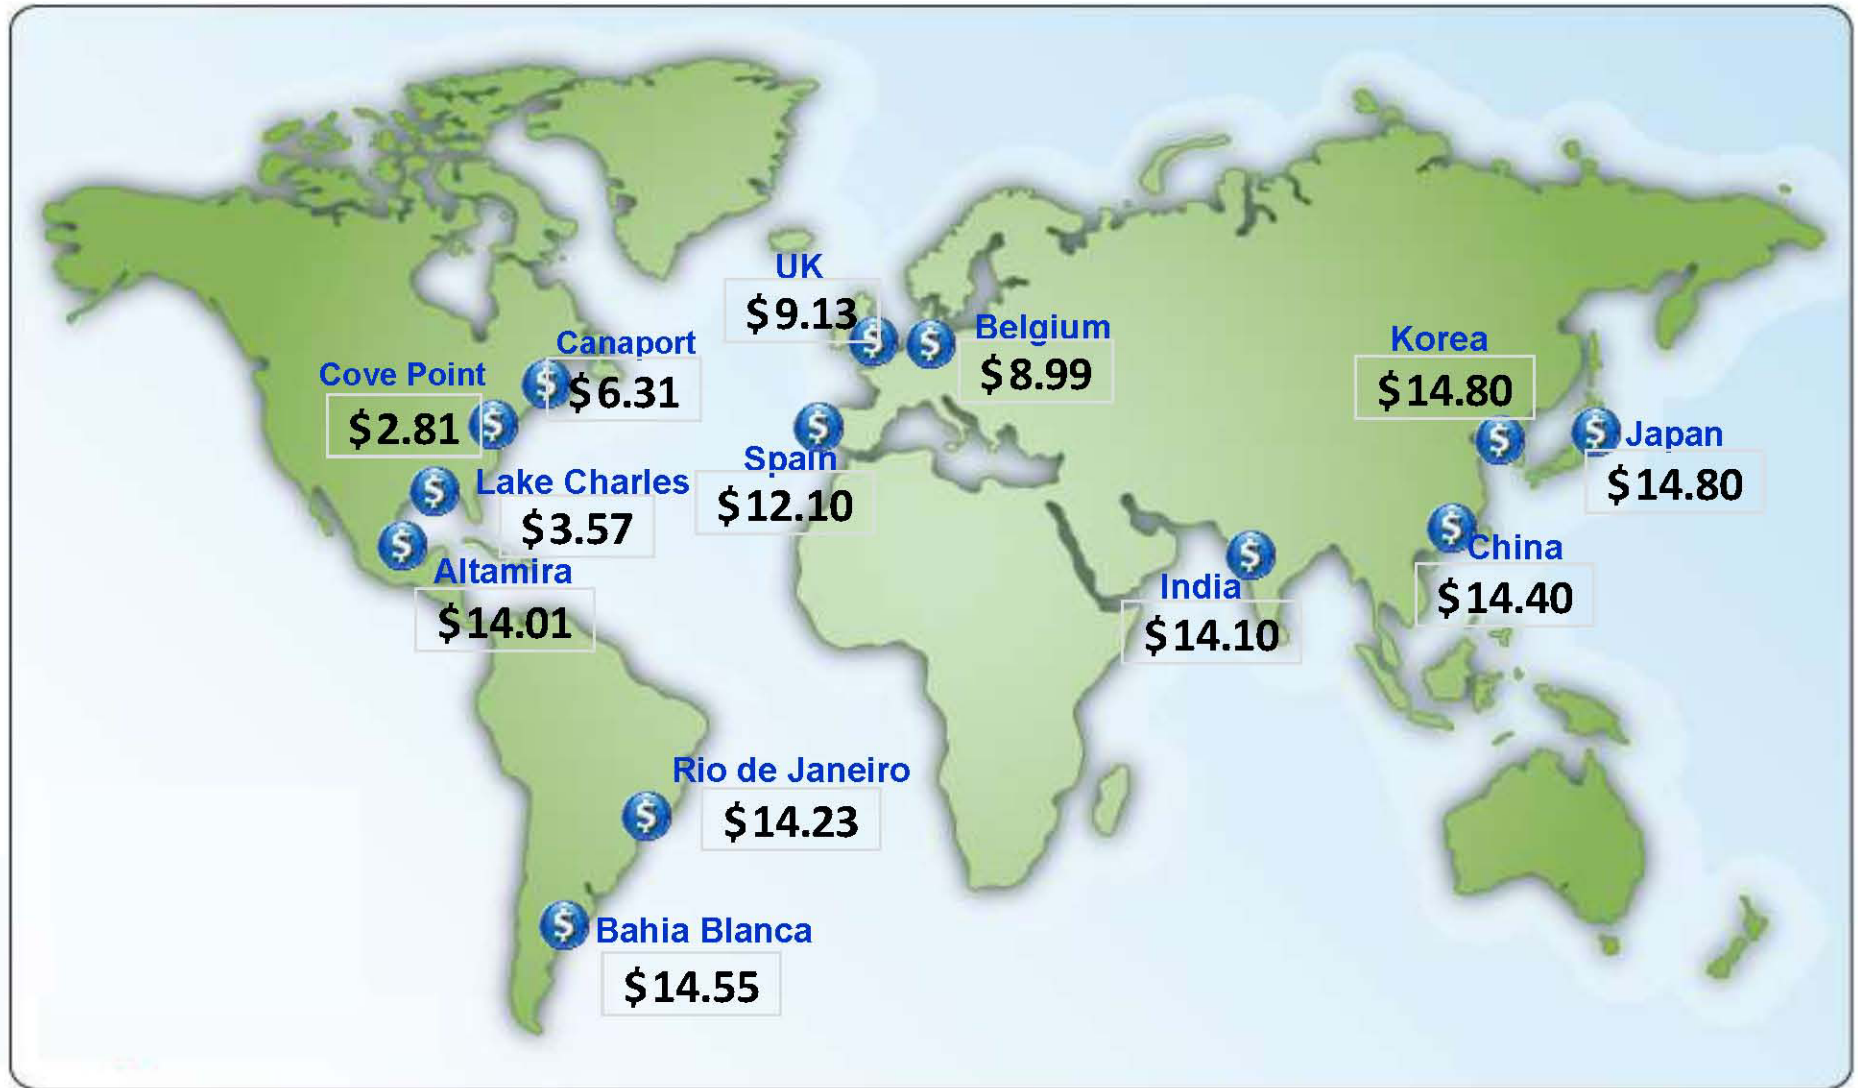 UK
$9.13
Belgium
$8.99
Canaport
$6.31
Cove Point
$2.81
Korea
$14.80
Japan
$14.80
Spain
$12.10
Lake Charles
$3.57
China
$14.40
Altamira
$14.01
India
$14.10
Rio de Janeiro
$14.23
Bahia Blanca
$14.55